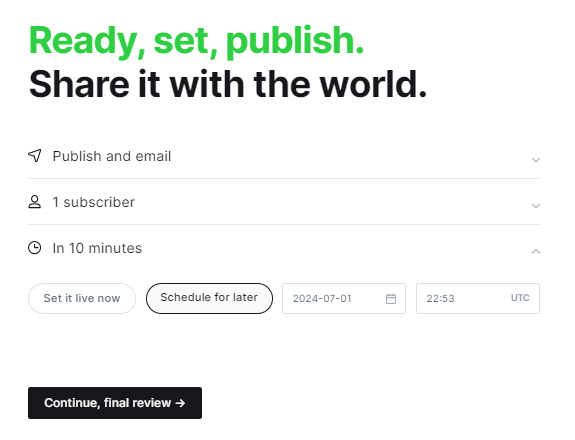 Ready, set, publish.
Share it with the world.
Publish and email
1 subscriber
In 10 minutes
Set it live now Schedule for later 2024-07-01 22:53 UTC
Continue, final review →